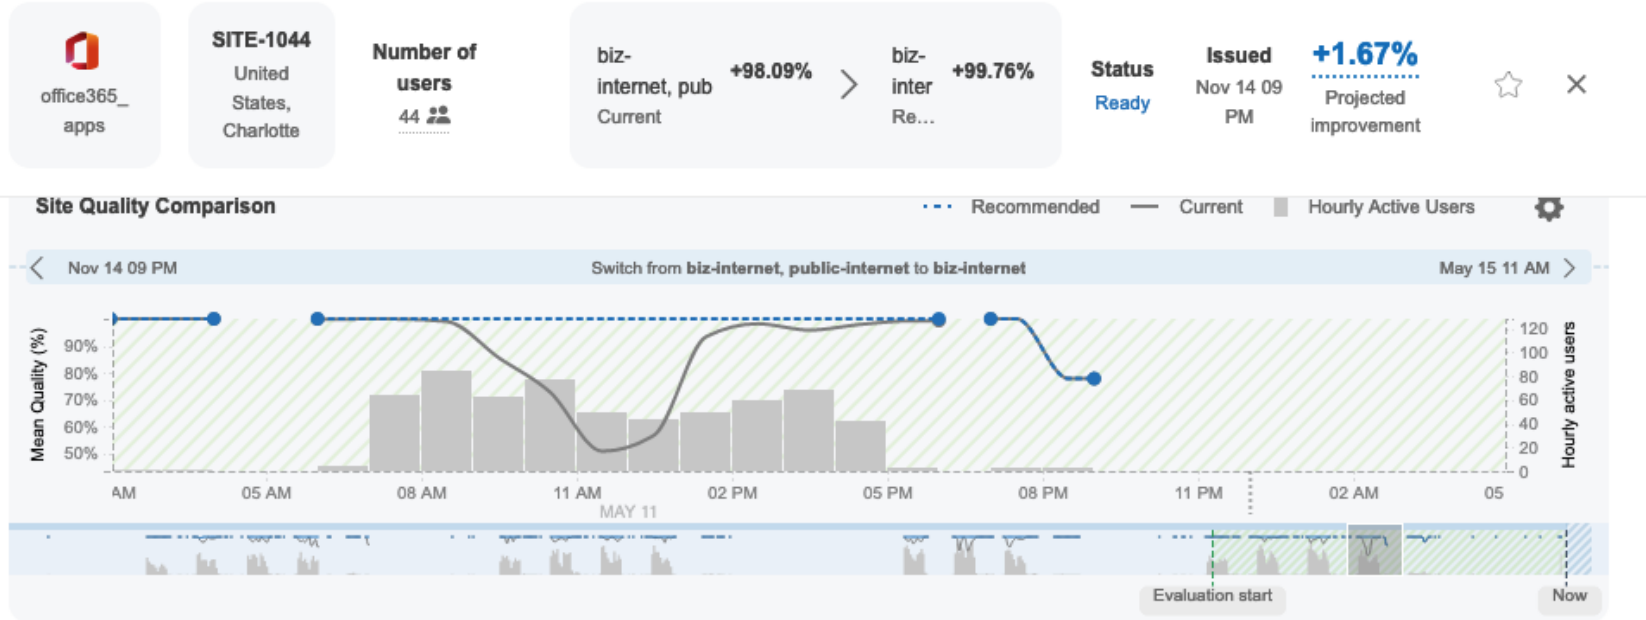 office365_
apps
SITE-1044
United
States,
Charlotte
Number of
users
44
biz-
internet, pub
Current
+98.09%
biz-
inter
Re...
+99.76%
Status
Ready
Issued
Nov 14 09
PM
+1.67%
Projected
improvement
Site Quality Comparison
Recommended
Current
Hourly Active Users
Nov 14 09 PM
Switch from biz-internet, public-internet to biz-internet
May 15 11 AM
Mean Quality (%)
90%
80%
70%
60%
50%
120
100
80
60
40
20
0
Hourly active users
AM
05 AM
08 AM
11 AM
02 PM
05 PM
08 PM
11 PM
02 AM
05
MAY 11
Evaluation start
Now